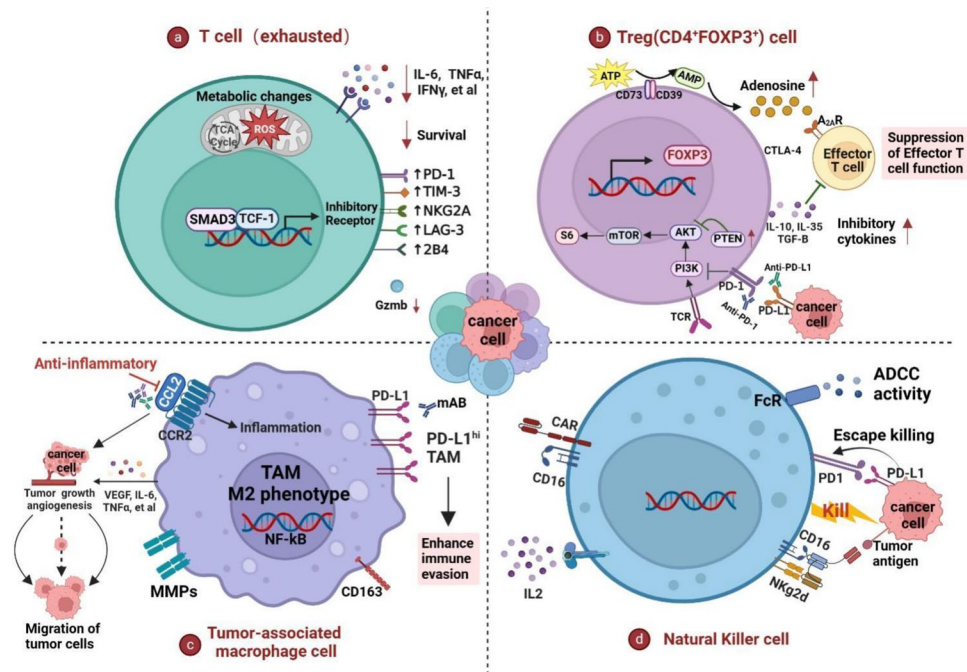 a T cell (exhausted)
Metabolic changes
TCA
Cycle
ROS
IL-6, TNFα,
IFNγ, et al
Survival
↑PD-1
↑TIM-3
↑NKG2A
↑LAG-3
↑2B4
SMAD3
TCF-1
Inhibitory
Receptor
Gzmb
b Treg(CD4⁺FOXP3⁺) cell
ATP
AMP
CD73
CD39
Adenosine
A₂ₐR
CTLA-4
Effector
T cell
Suppression
of Effector T
cell function
FOXP3
IL-10, IL-35
TGF-B
Inhibitory
cytokines
S6
mTOR
AKT
PTEN
PI3K
TCR
PD-1
Anti-PD-1
Anti-PD-L1
PD-L1
cancer
cell
cancer
cell
Anti-inflammatory
CCL2
CCR2
Inflammation
cancer
cell
Tumor growth
angiogenesis
VEGF, IL-6,
TNFα, et al
Migration of
tumor cells
MMPs
TAM
M2 phenotype
NF-kB
CD163
PD-L1
mAB
PD-L1ʰⁱ
TAM
Enhance
immune
evasion
c Tumor-associated
macrophage cell
CAR
CD16
IL2
FcR
ADCC
activity
Escape killing
PD1
PD-L1
cancer
cell
Kill
CD16
NKg2d
Tumor
antigen
d Natural Killer cell